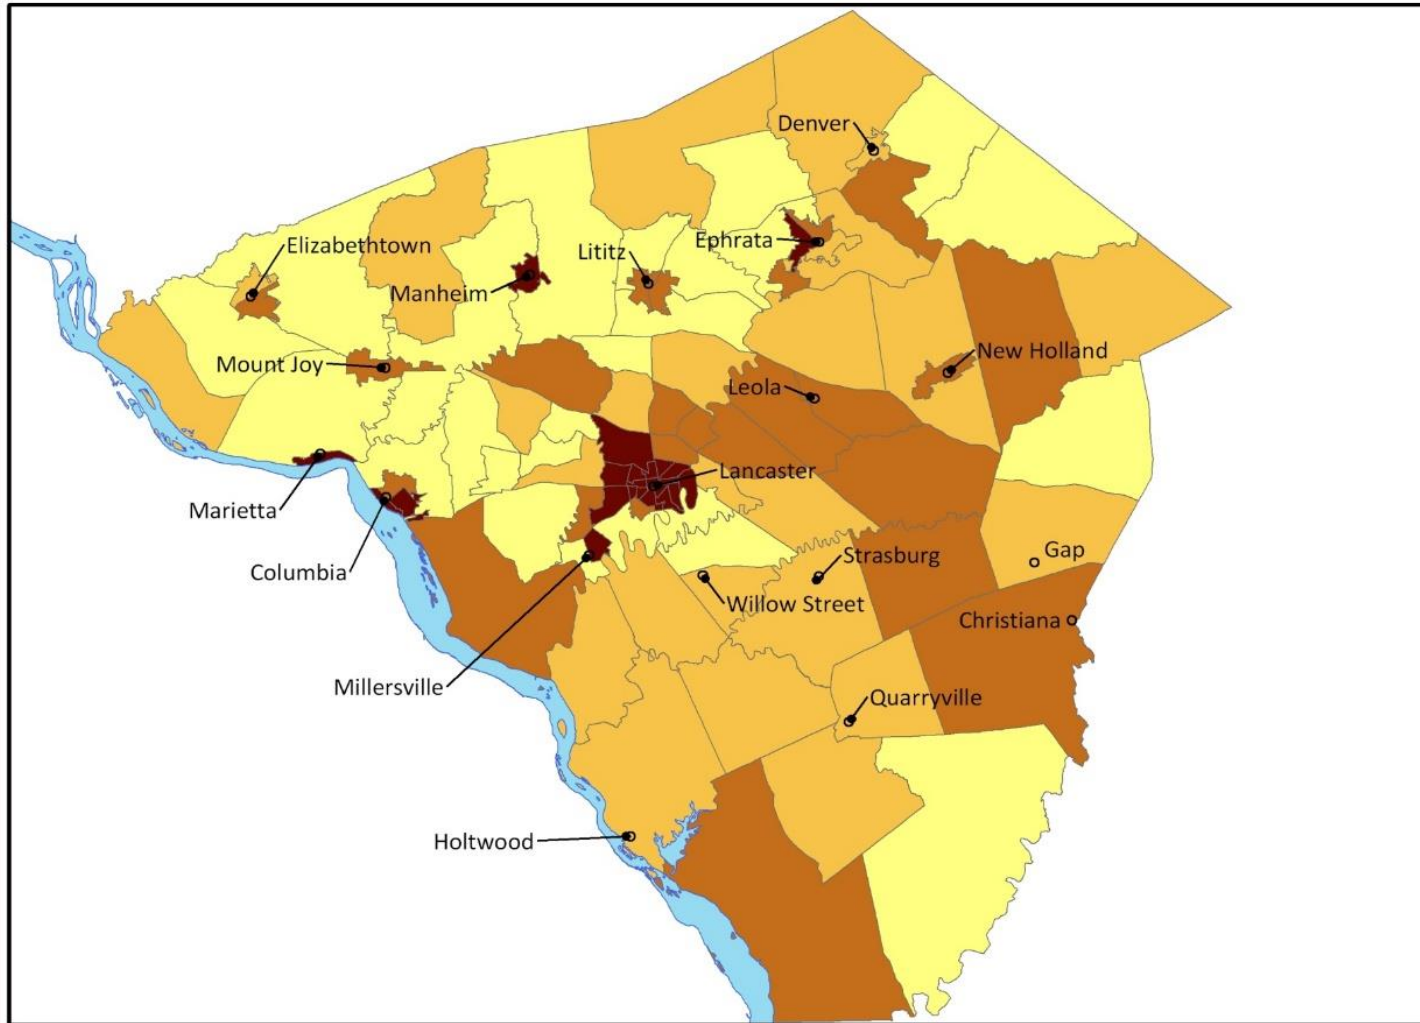 Denver
Elizabethtown
Lititz
Ephrata
Manheim
New Holland
Mount Joy
Leola
Lancaster
Marietta
Columbia
Strasburg
Gap
Willow Street
Christiana
Millersville
Quarryville
Holtwood